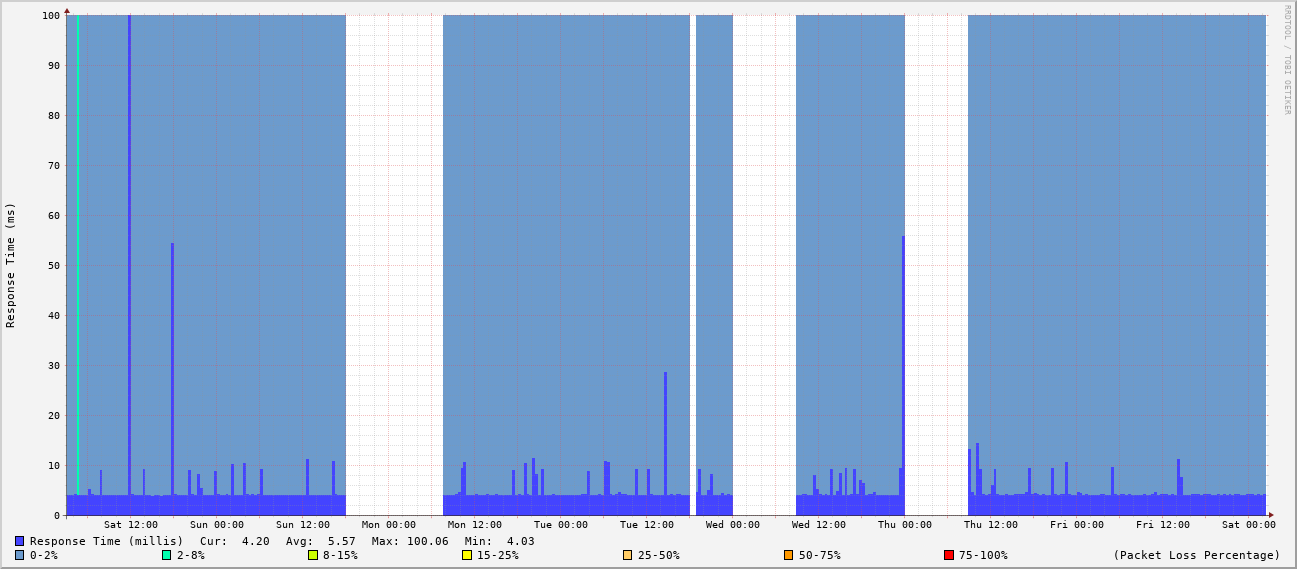 RRDTOOL / TOBI OETIKER
Response Time (ms)
100
90
80
70
60
50
40
30
20
10
0
Sat 12:00 Sun 00:00 Sun 12:00 Mon 00:00 Mon 12:00 Tue 00:00 Tue 12:00 Wed 00:00 Wed 12:00 Thu 00:00 Thu 12:00 Fri 00:00 Fri 12:00 Sat 00:00
Response Time (millis) Cur: 4.20 Avg: 5.57 Max: 100.06 Min: 4.03
0-2% 2-8% 8-15% 15-25% 25-50% 50-75% 75-100% (Packet Loss Percentage)